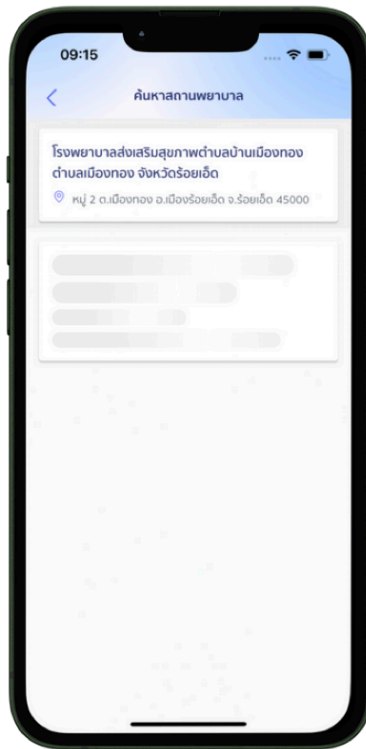 09:15
ค้นหาสถานพยาบาล
โรงพยาบาลส่งเสริมสุขภาพตำบลบ้านเมืองทอง
ตำบลเมืองทอง จังหวัดร้อยเอ็ด
หมู่ 2 ต.เมืองทอง อ.เมืองร้อยเอ็ด จ.ร้อยเอ็ด 45000